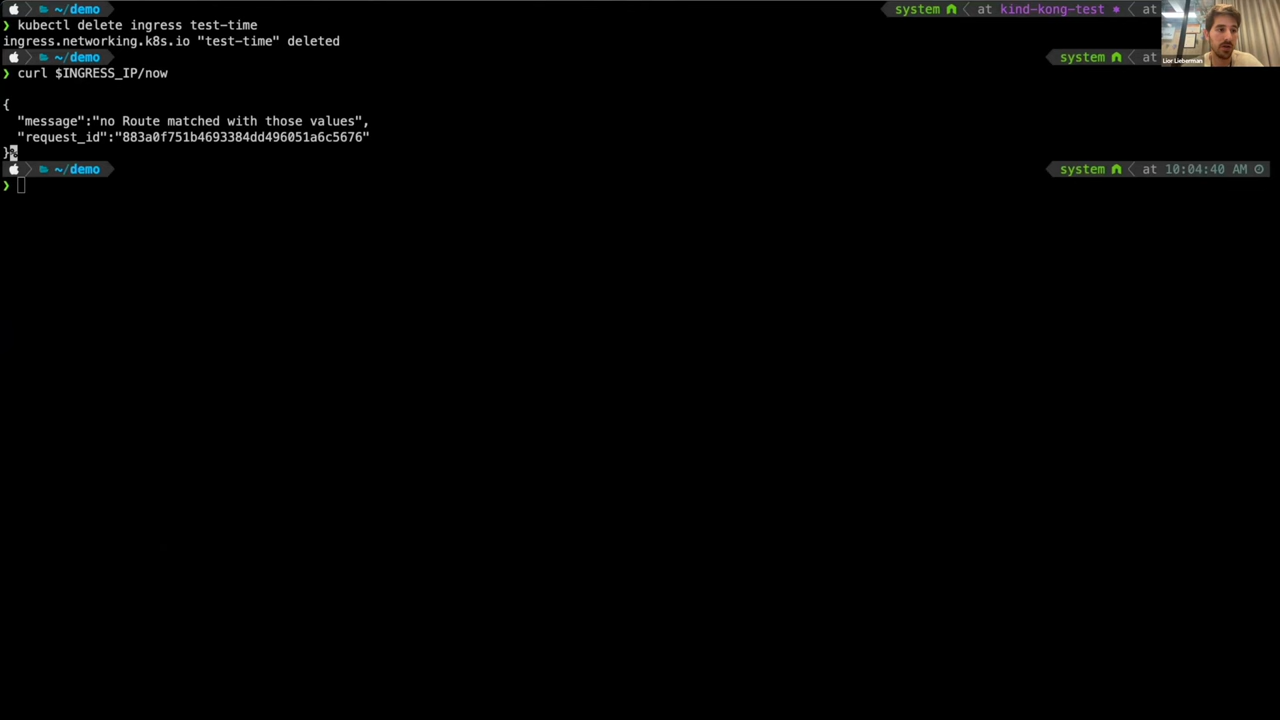 ~/demo system at kind-kong-test * at
❯ kubectl delete ingress test-time
ingress.networking.k8s.io "test-time" deleted
~/demo system at
❯ curl $INGRESS_IP/now
{
"message":"no Route matched with those values",
"request_id":"883a0f751b4693384dd496051a6c5676"
}%
~/demo system at 10:04:40 AM
❯
Lior Lieberman